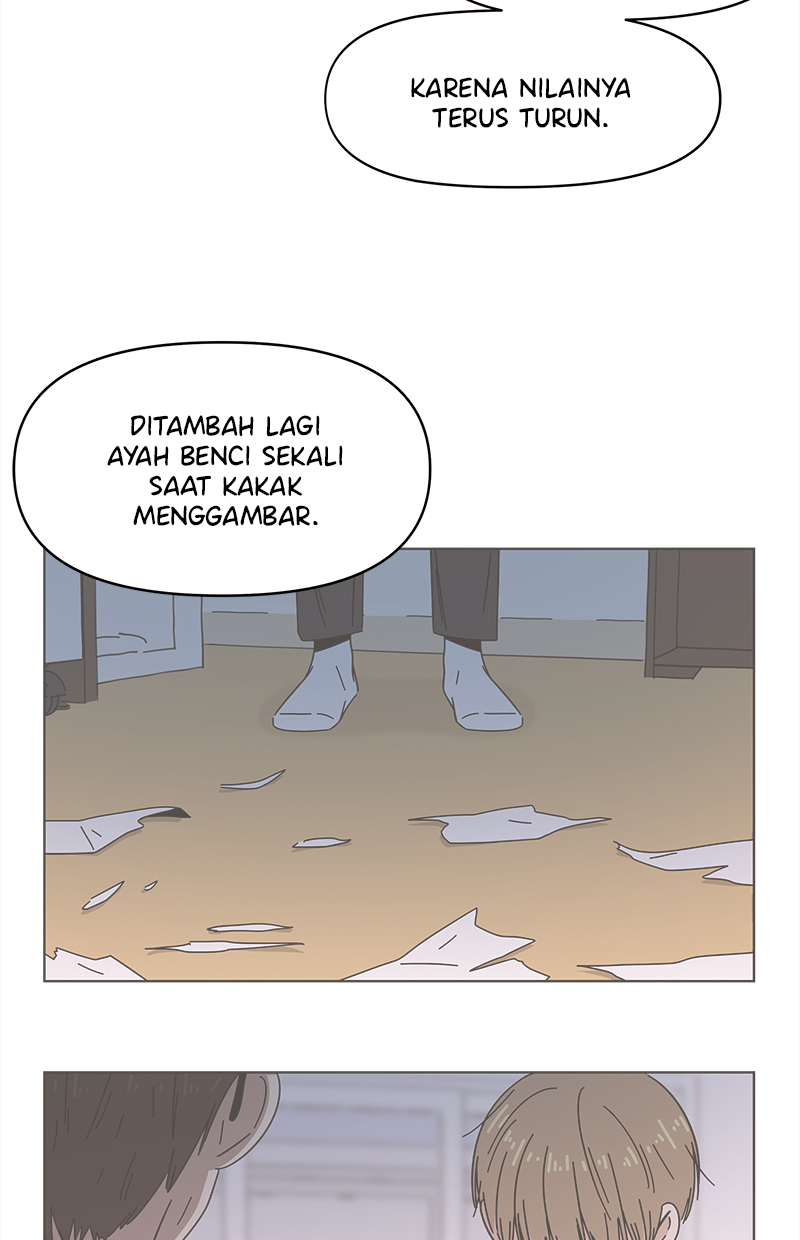 KARENA NILAINYA
TERUS TURUN.
DITAMBAH LAGI
AYAH BENCI SEKALI
SAAT KAKAK
MENGGAMBAR.